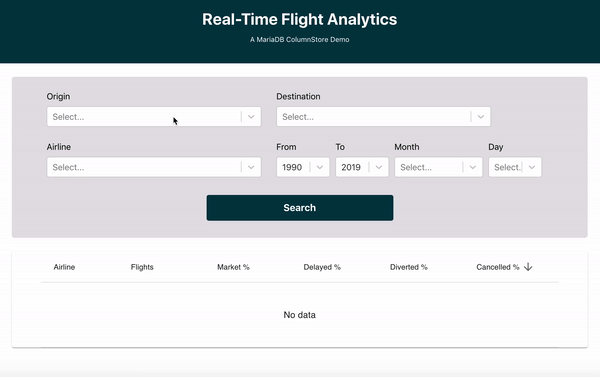 Real-Time Flight Analytics
A MariaDB ColumnStore Demo
Origin Destination
Select... Select...
Airline From To Month Day
Select... 1990 2019 Select... Select...
Search
Airline Flights Market % Delayed % Diverted % Cancelled %
No data